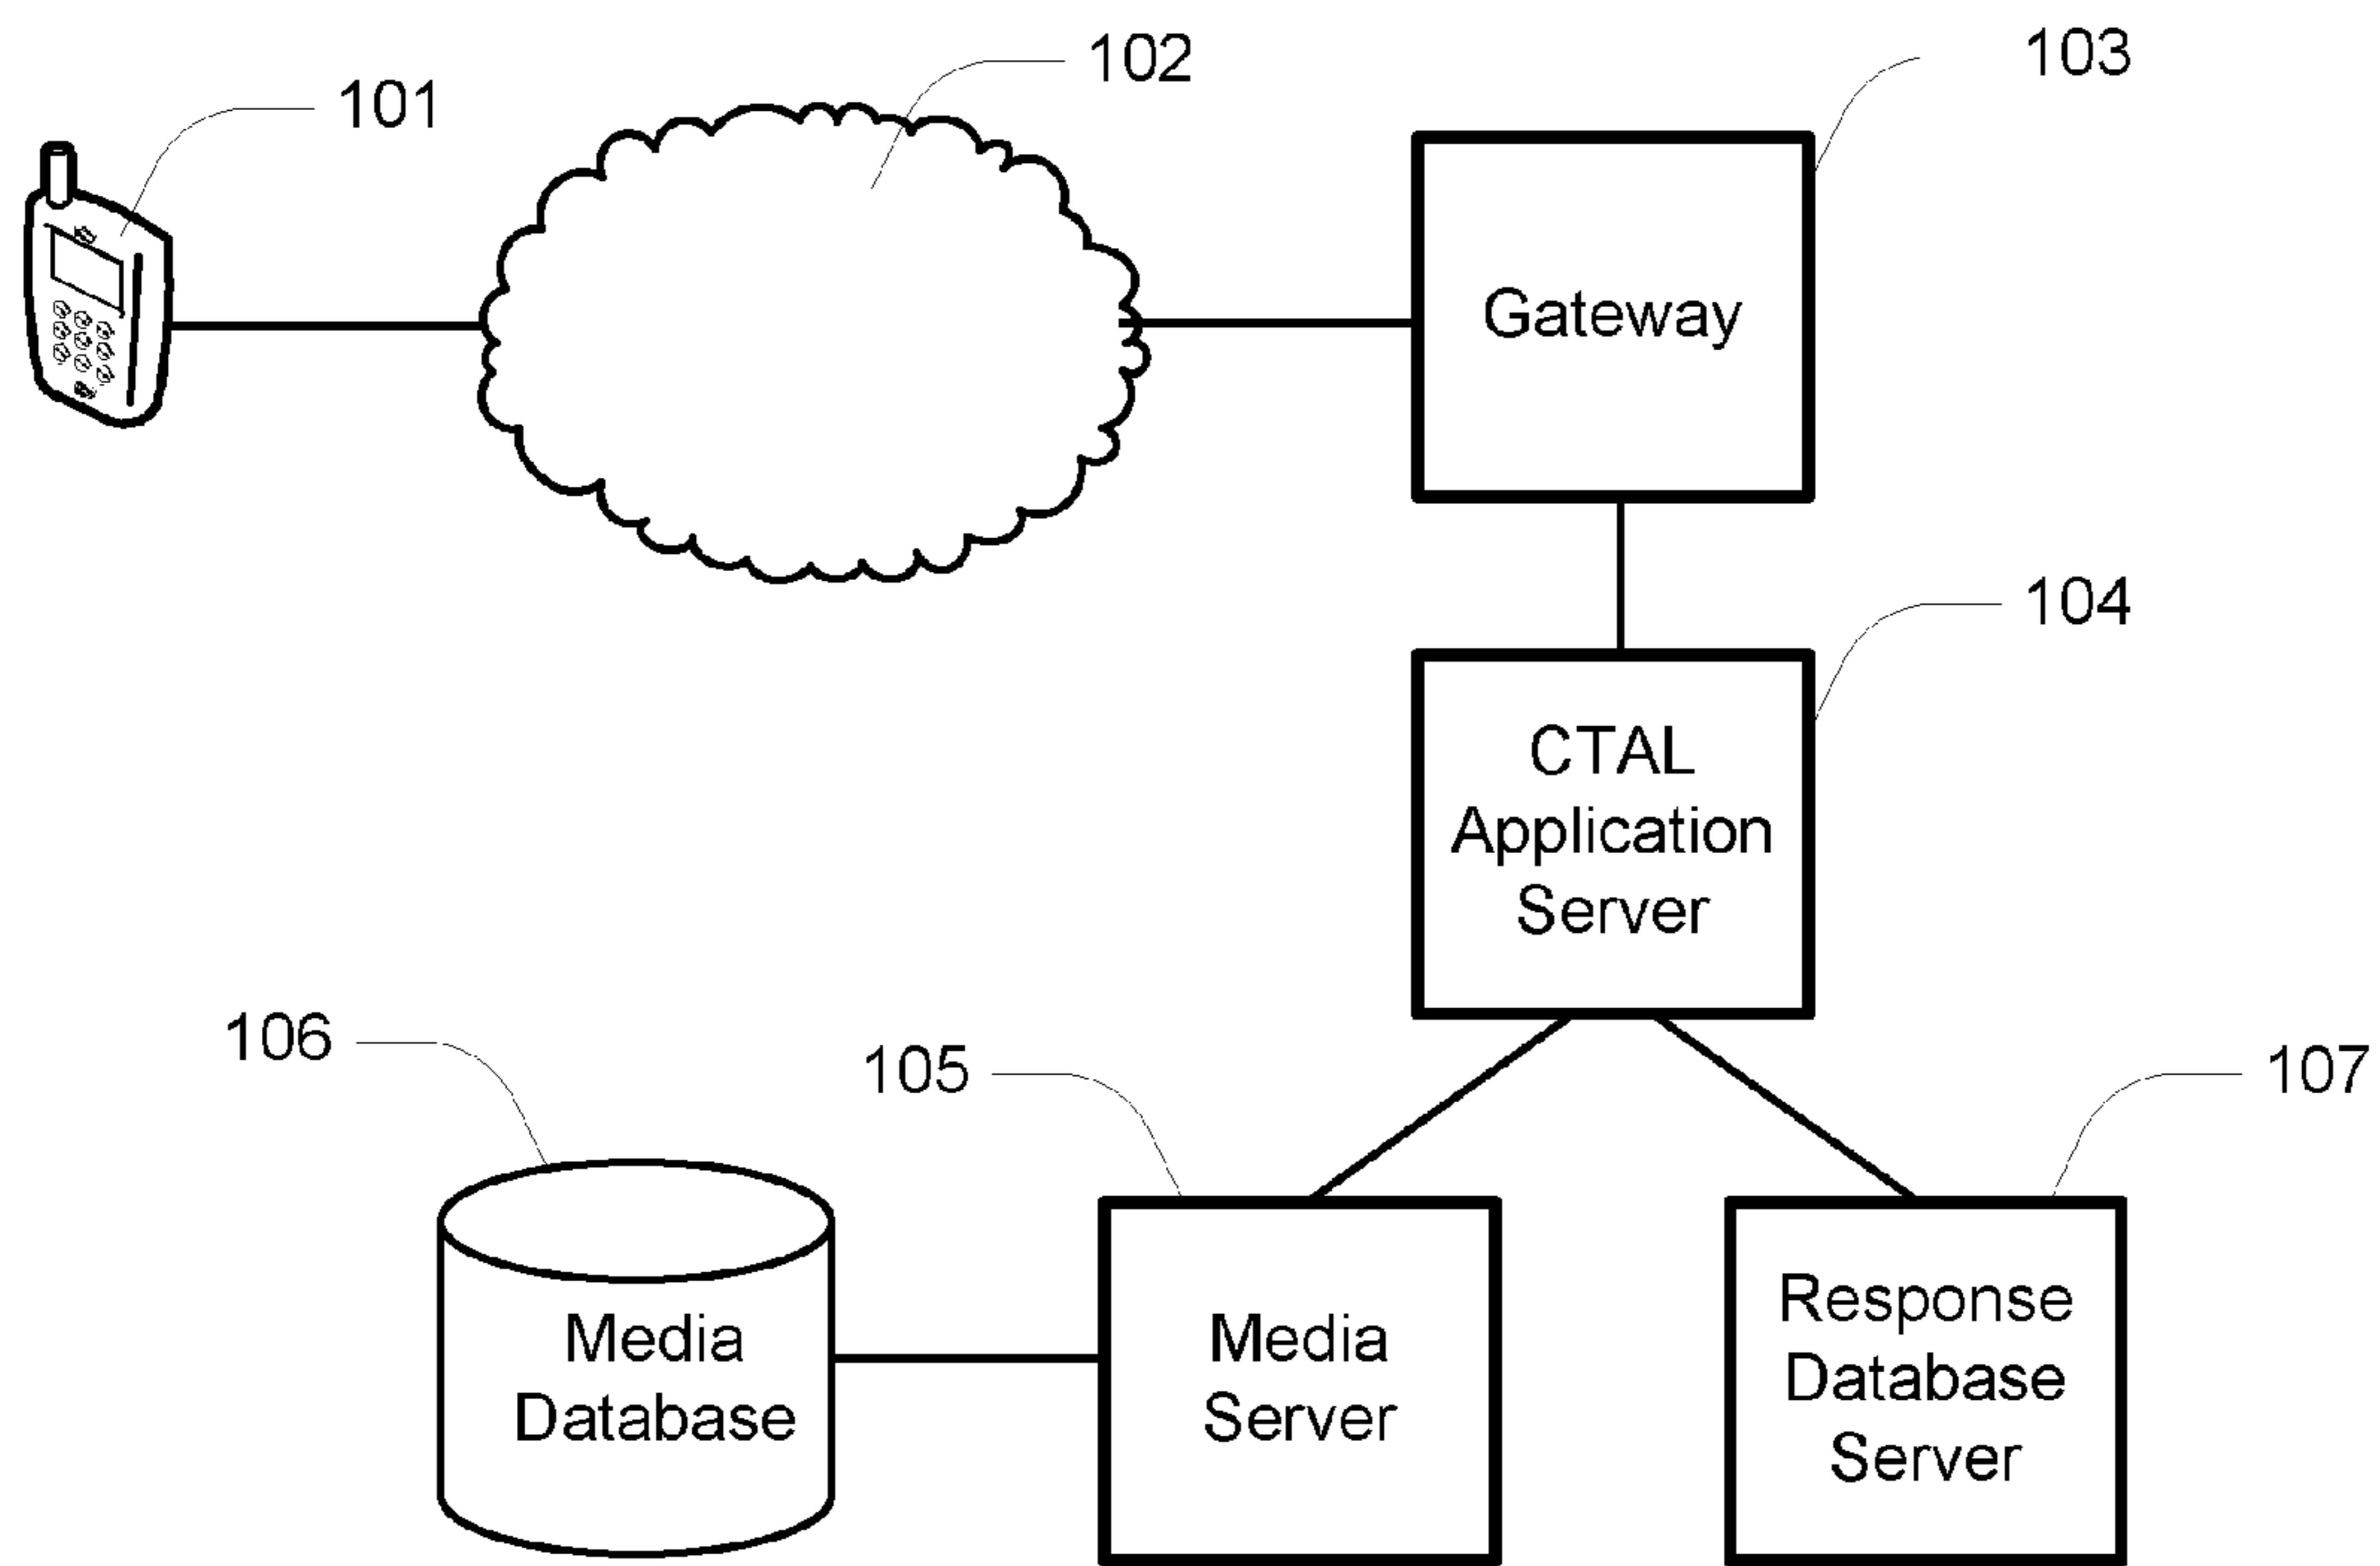 101
102
103
Gateway
104
CTAL
Application
Server
106
105
107
Media
Database
Media
Server
Response
Database
Server